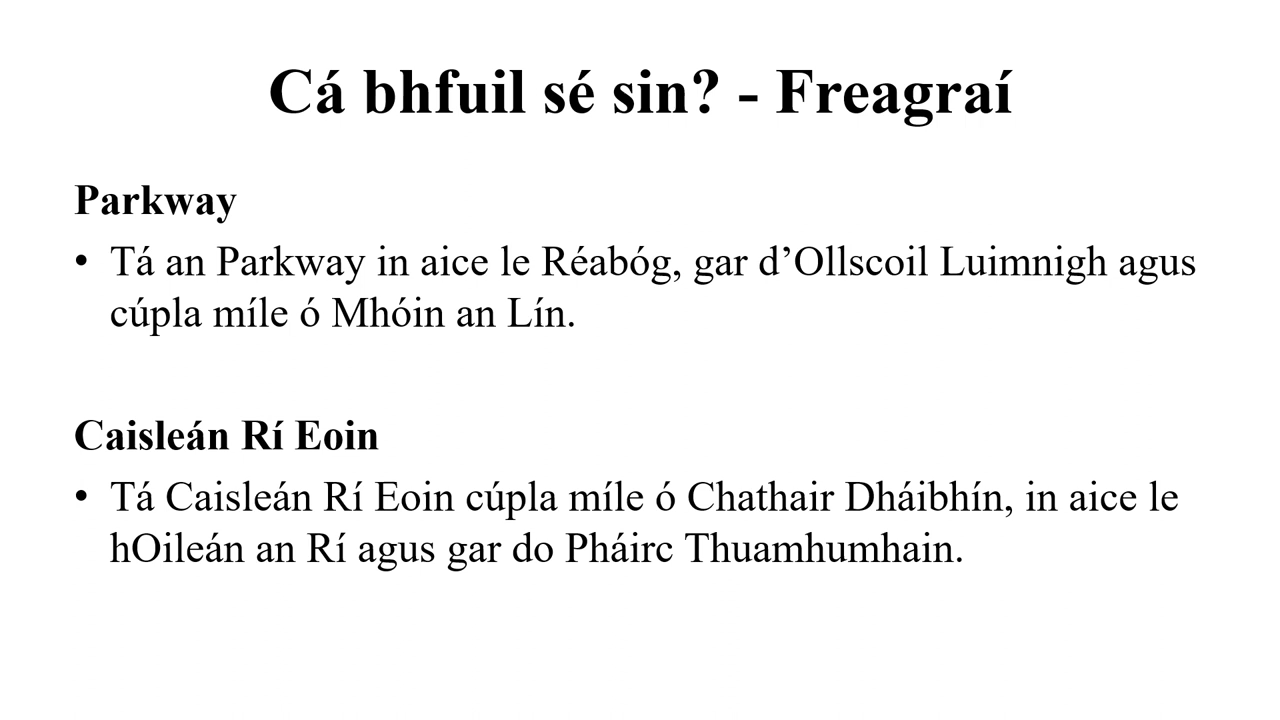 Cá bhfuil sé sin? - Freagraí
Parkway
• Tá an Parkway in aice le Réabóg, gar d’Ollscoil Luimnigh agus
cúpla míle ó Mhóin an Lín.
Caisleán Rí Eoin
• Tá Caisleán Rí Eoin cúpla míle ó Chathair Dháibhín, in aice le
hOileán an Rí agus gar do Pháirc Thuamhumhain.